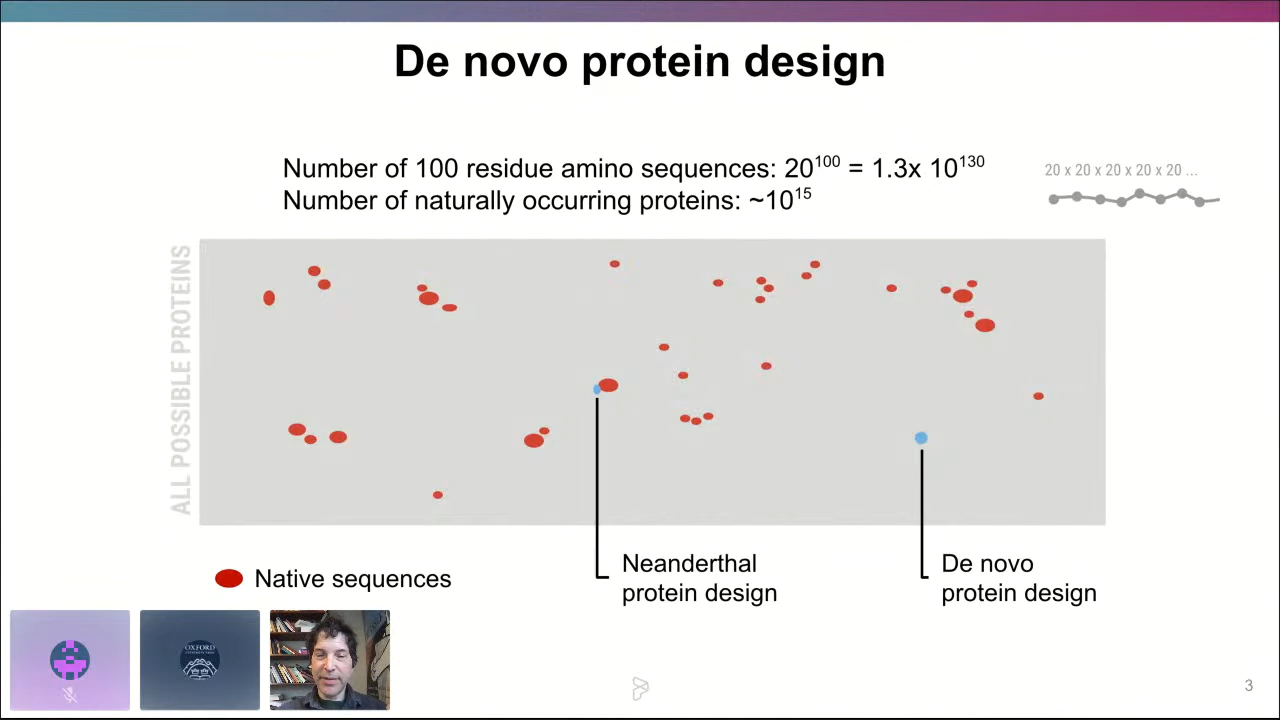 De novo protein design
Number of 100 residue amino sequences: 20¹⁰⁰ = 1.3x 10¹³⁰
Number of naturally occurring proteins: ~10¹⁵
20 x 20 x 20 x 20 x 20 ...
ALL POSSIBLE PROTEINS
Native sequences
Neanderthal
protein design
De novo
protein design
OXFORD
3